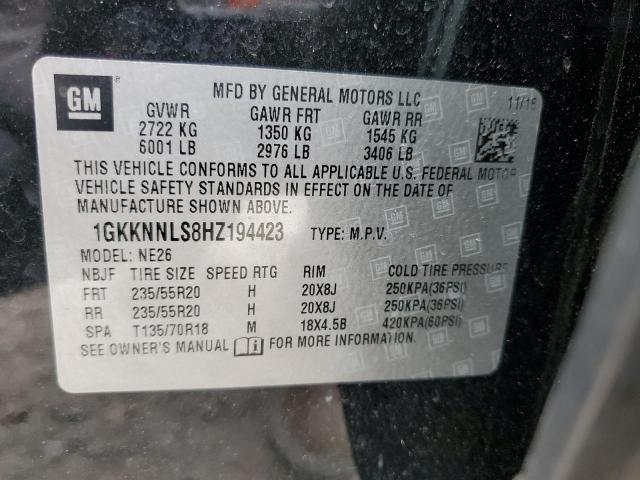 GM
MFD BY GENERAL MOTORS LLC
GVWR GAWR FRT GAWR RR
2722 KG 1350 KG 1545 KG
6001 LB 2976 LB 3406 LB
THIS VEHICLE CONFORMS TO ALL APPLICABLE U.S. FEDERAL MOTOR
VEHICLE SAFETY STANDARDS IN EFFECT ON THE DATE OF
MANUFACTURE SHOWN ABOVE.
1GKKNNLS8HZ194423 TYPE: M.P.V.
MODEL: NE26
NBJF TIRE SIZE SPEED RTG RIM COLD TIRE PRESSURE
FRT 235/55R20 H 20X8J 250KPA(36PSI)
RR 235/55R20 H 20X8J 250KPA(36PSI)
SPA T135/70R18 M 18X4.5B 420KPA(60PSI)
SEE OWNER'S MANUAL FOR MORE INFORMATION.